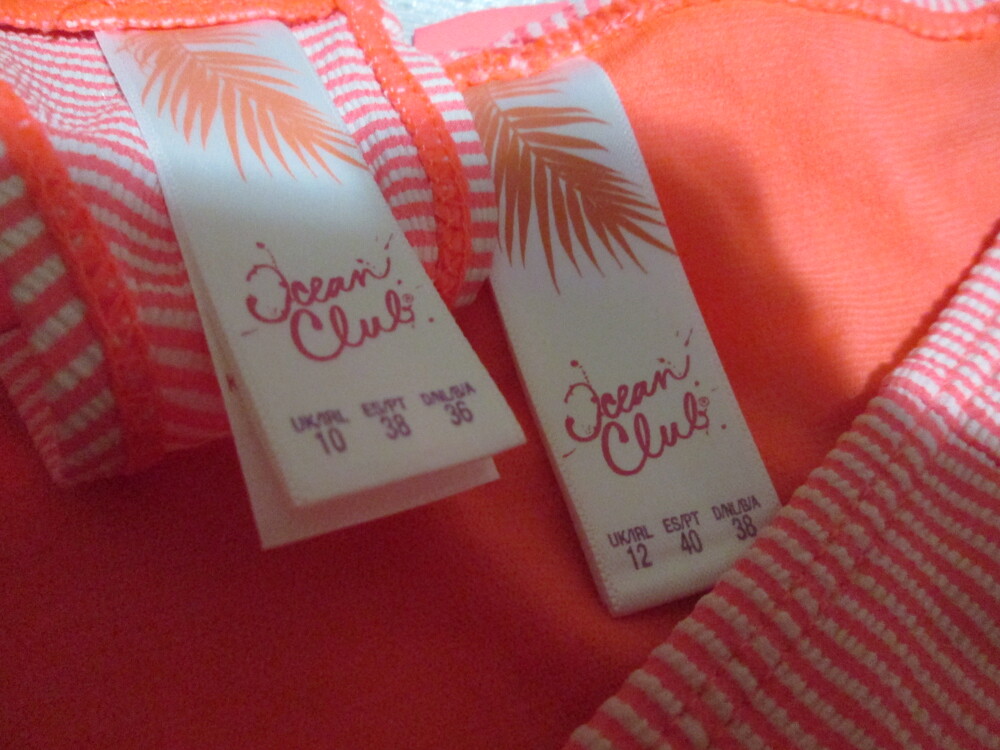 Ocean
Club®
UK/IRL ES/PT D/NL/B/A
10 38 36
Ocean
Club®
UK/IRL ES/PT D/NL/B/A
12 40 38